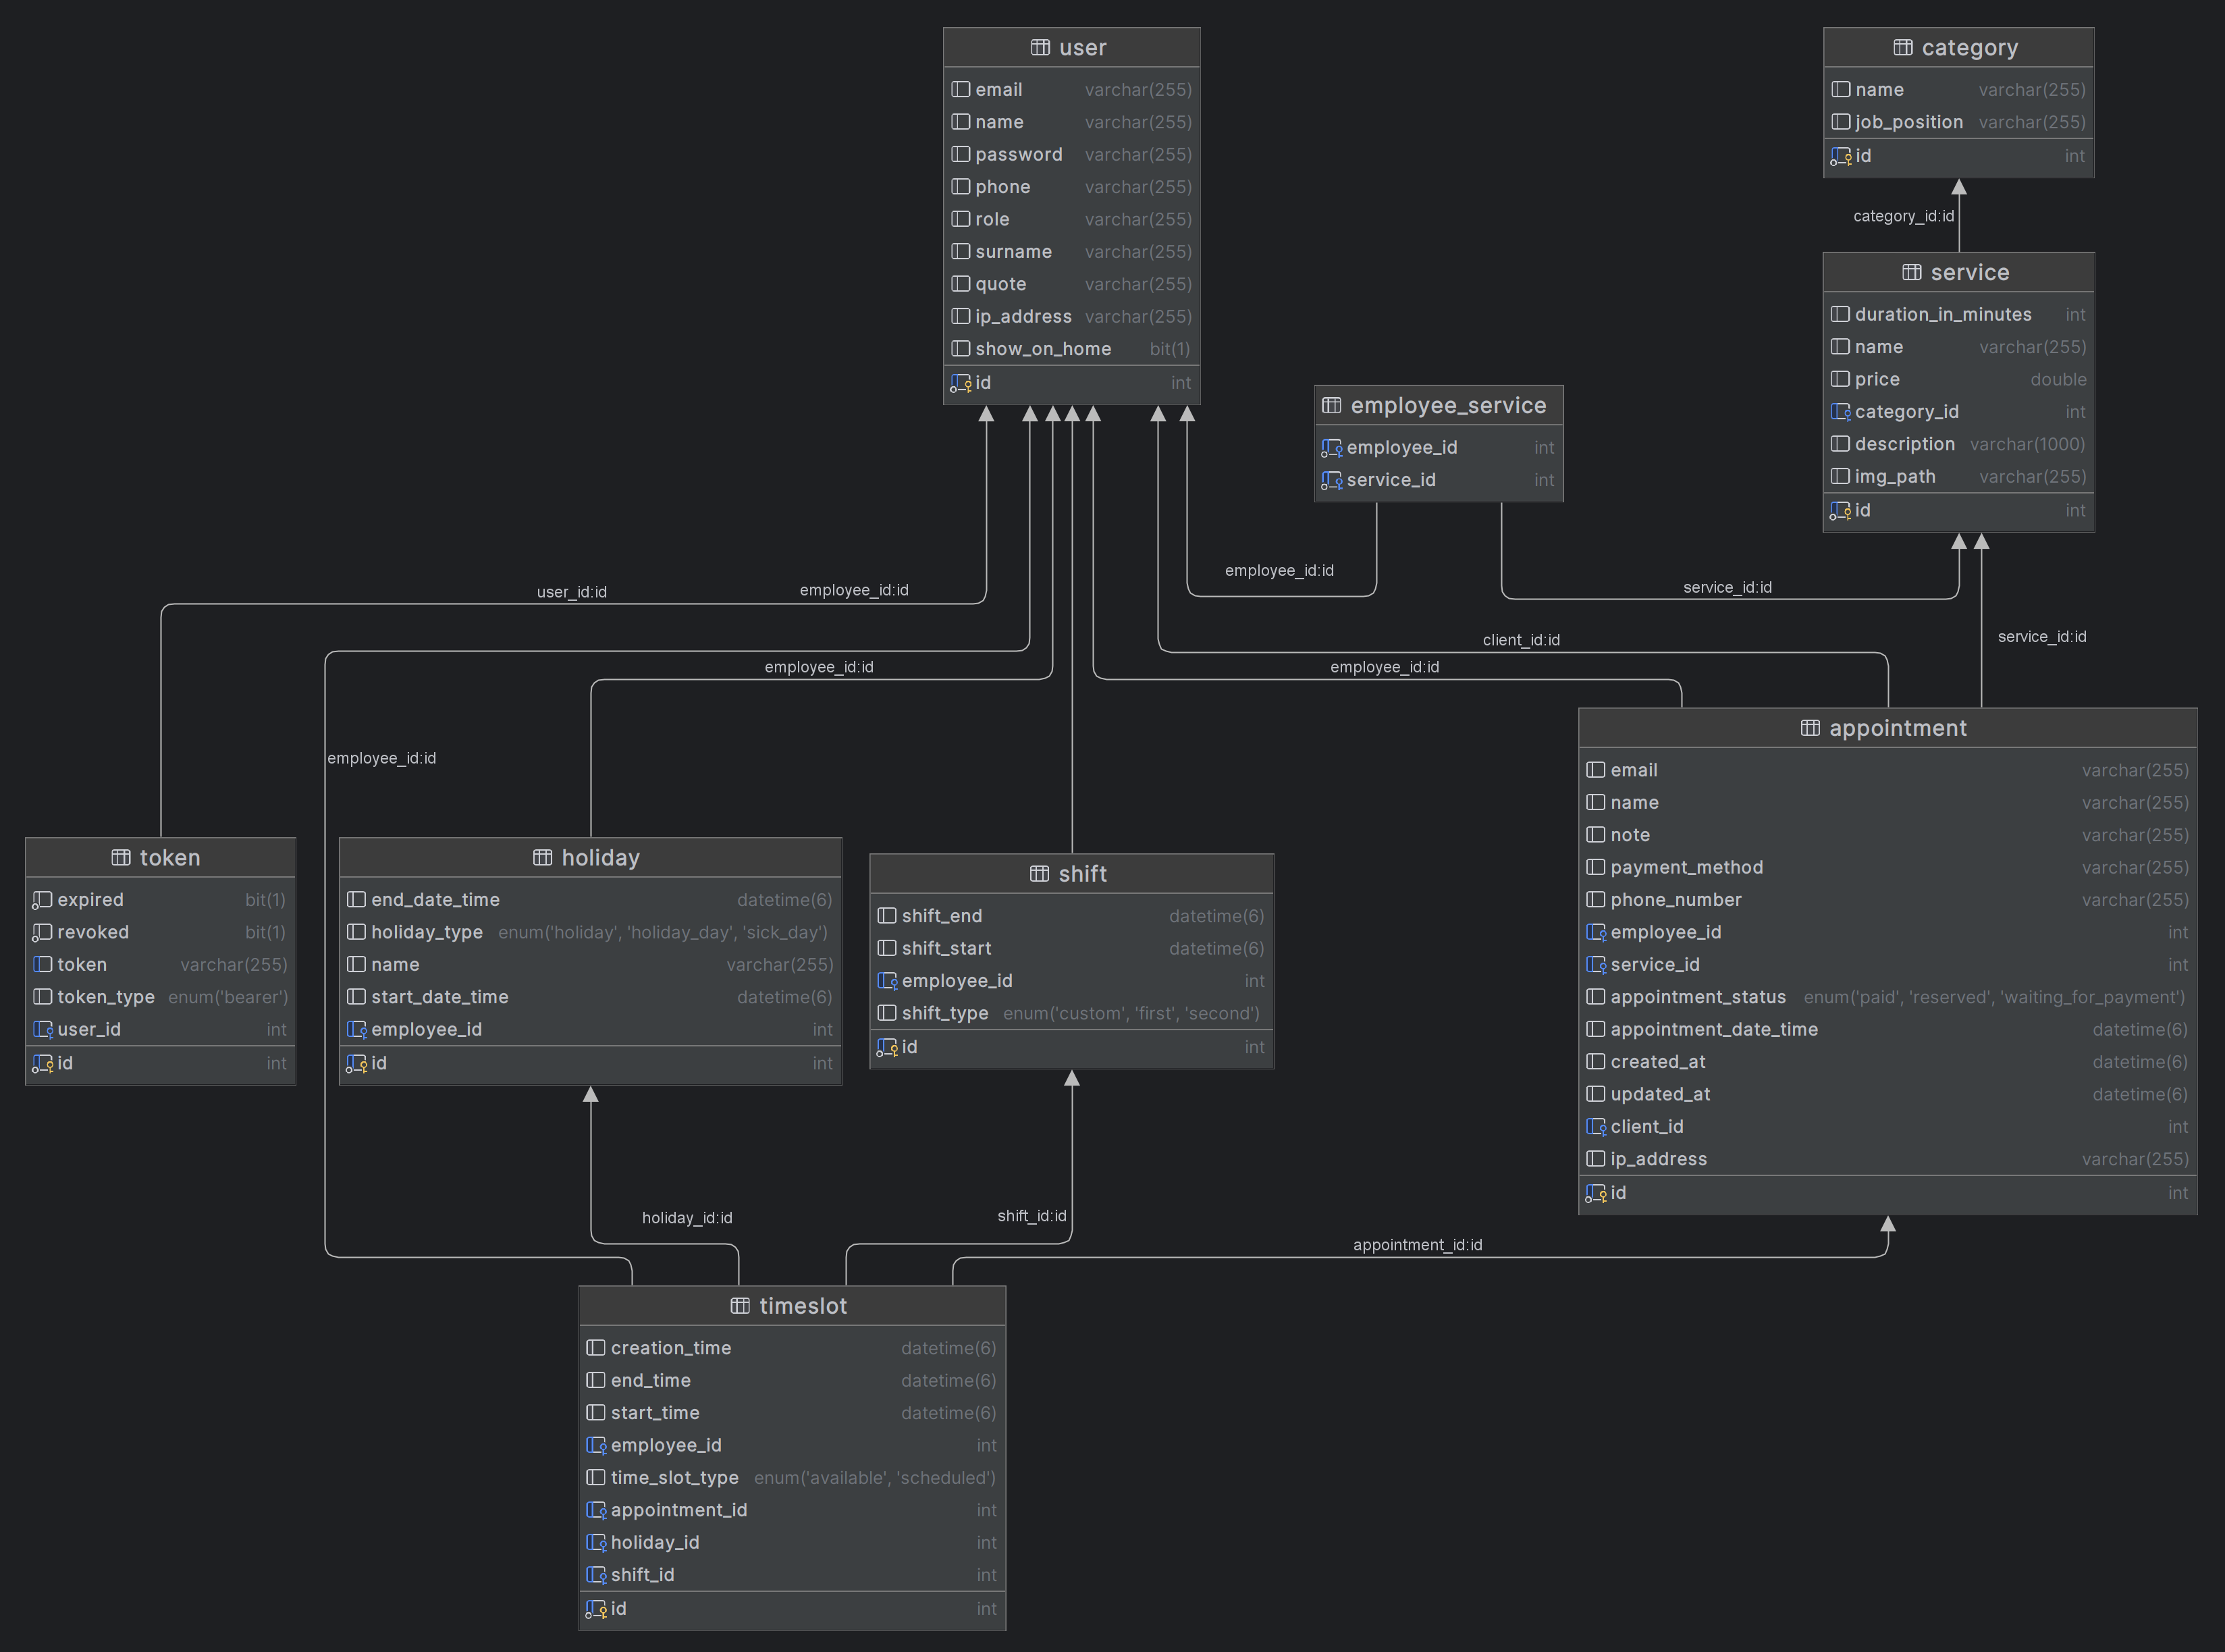 user
email varchar(255)
name varchar(255)
password varchar(255)
phone varchar(255)
role varchar(255)
surname varchar(255)
quote varchar(255)
ip_address varchar(255)
show_on_home bit(1)
id int
category
name varchar(255)
job_position varchar(255)
id int
category_id:id
service
duration_in_minutes int
name varchar(255)
price double
category_id int
description varchar(1000)
img_path varchar(255)
id int
employee_service
employee_id int
service_id int
user_id:id
employee_id:id
employee_id:id
service_id:id
client_id:id
service_id:id
employee_id:id
employee_id:id
employee_id:id
appointment
email varchar(255)
name varchar(255)
note varchar(255)
payment_method varchar(255)
phone_number varchar(255)
employee_id int
service_id int
appointment_status enum('paid', 'reserved', 'waiting_for_payment')
appointment_date_time datetime(6)
created_at datetime(6)
updated_at datetime(6)
client_id int
ip_address varchar(255)
id int
token
expired bit(1)
revoked bit(1)
token varchar(255)
token_type enum('bearer')
user_id int
id int
holiday
end_date_time datetime(6)
holiday_type enum('holiday', 'holiday_day', 'sick_day')
name varchar(255)
start_date_time datetime(6)
employee_id int
id int
shift
shift_end datetime(6)
shift_start datetime(6)
employee_id int
shift_type enum('custom', 'first', 'second')
id int
holiday_id:id
shift_id:id
appointment_id:id
timeslot
creation_time datetime(6)
end_time datetime(6)
start_time datetime(6)
employee_id int
time_slot_type enum('available', 'scheduled')
appointment_id int
holiday_id int
shift_id int
id int